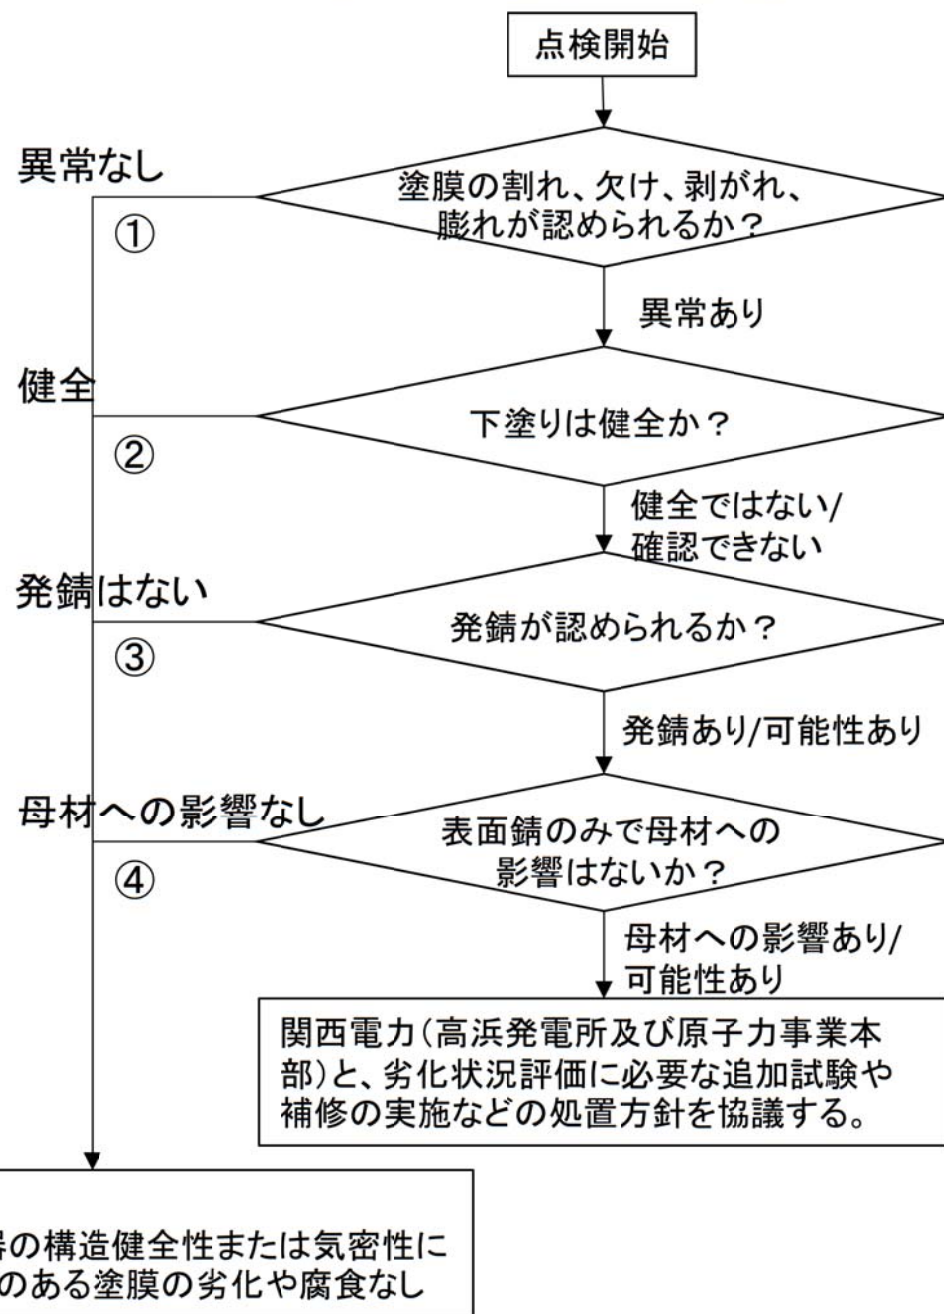 点検開始
異常なし
塗膜の割れ、欠け、剥がれ、
膨れが認められるか？
①
異常あり
健全
下塗りは健全か？
②
健全ではない/
確認できない
発錆はない
発錆が認められるか？
③
発錆あり/可能性あり
母材への影響なし
表面錆のみで母材への
影響はないか？
④
母材への影響あり/
可能性あり
関西電力(高浜発電所及び原子力事業本
部)と、劣化状況評価に必要な追加試験や
補修の実施などの処置方針を協議する。
の構造健全性または気密性に
のある塗膜の劣化や腐食なし